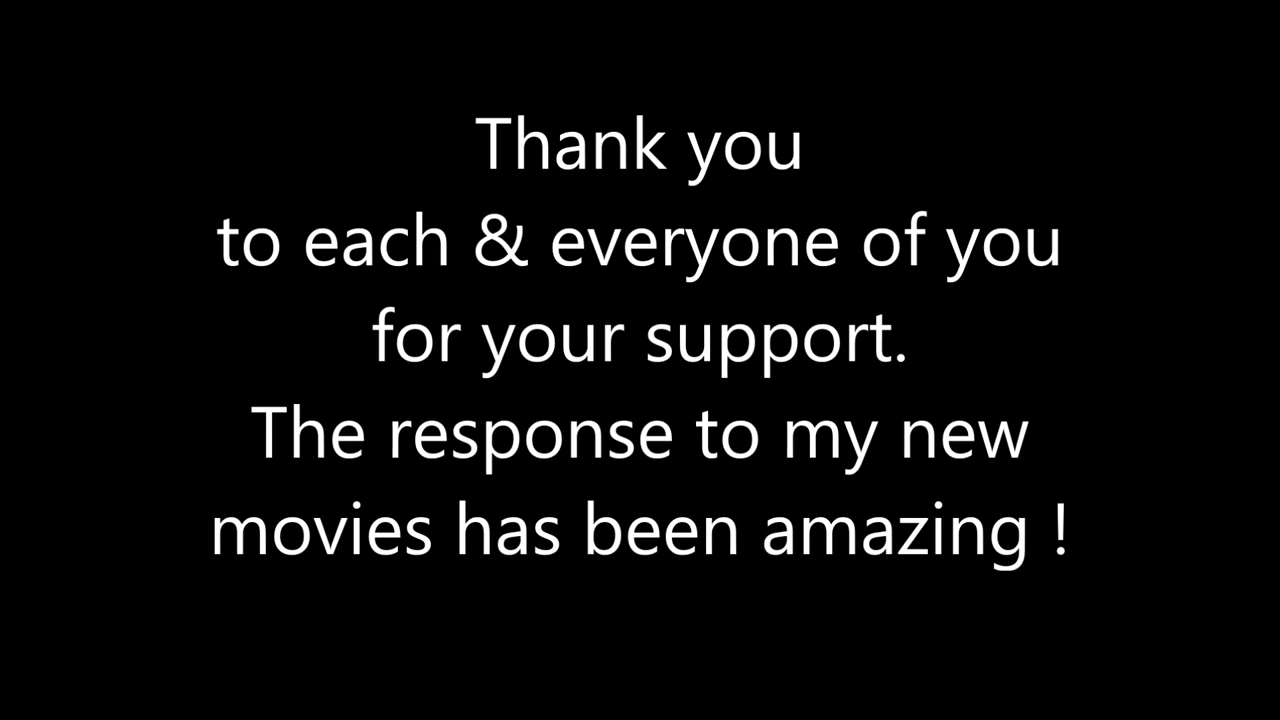 Thank you
to each & everyone of you
for your support.
The response to my new
movies has been amazing !